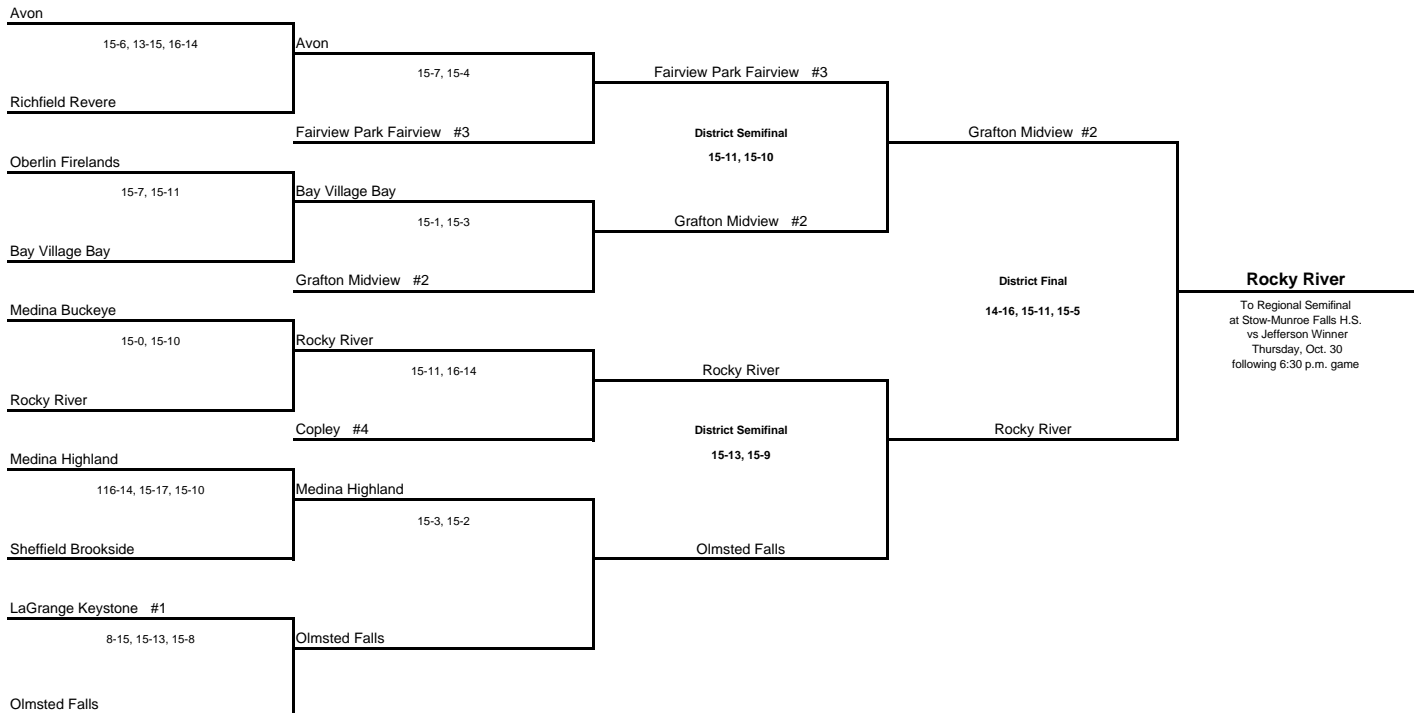 Avon
15-6, 13-15, 16-14
Avon
15-7, 15-4
Fairview Park Fairview #3
Richfield Revere
Fairview Park Fairview #3
District Semifinal
15-11, 15-10
Grafton Midview #2
Oberlin Firelands
15-7, 15-11
Bay Village Bay
15-1, 15-3
Grafton Midview #2
Bay Village Bay
Grafton Midview #2
District Final
14-16, 15-11, 15-5
Rocky River
To Regional Semifinal
at Stow-Munroe Falls H.S.
vs Jefferson Winner
Thursday, Oct. 30
following 6:30 p.m. game
Medina Buckeye
15-0, 15-10
Rocky River
15-11, 16-14
Rocky River
Rocky River
Copley #4
District Semifinal
15-13, 15-9
Rocky River
Medina Highland
116-14, 15-17, 15-10
Medina Highland
15-3, 15-2
Olmsted Falls
Sheffield Brookside
LaGrange Keystone #1
8-15, 15-13, 15-8
Olmsted Falls
Olmsted Falls